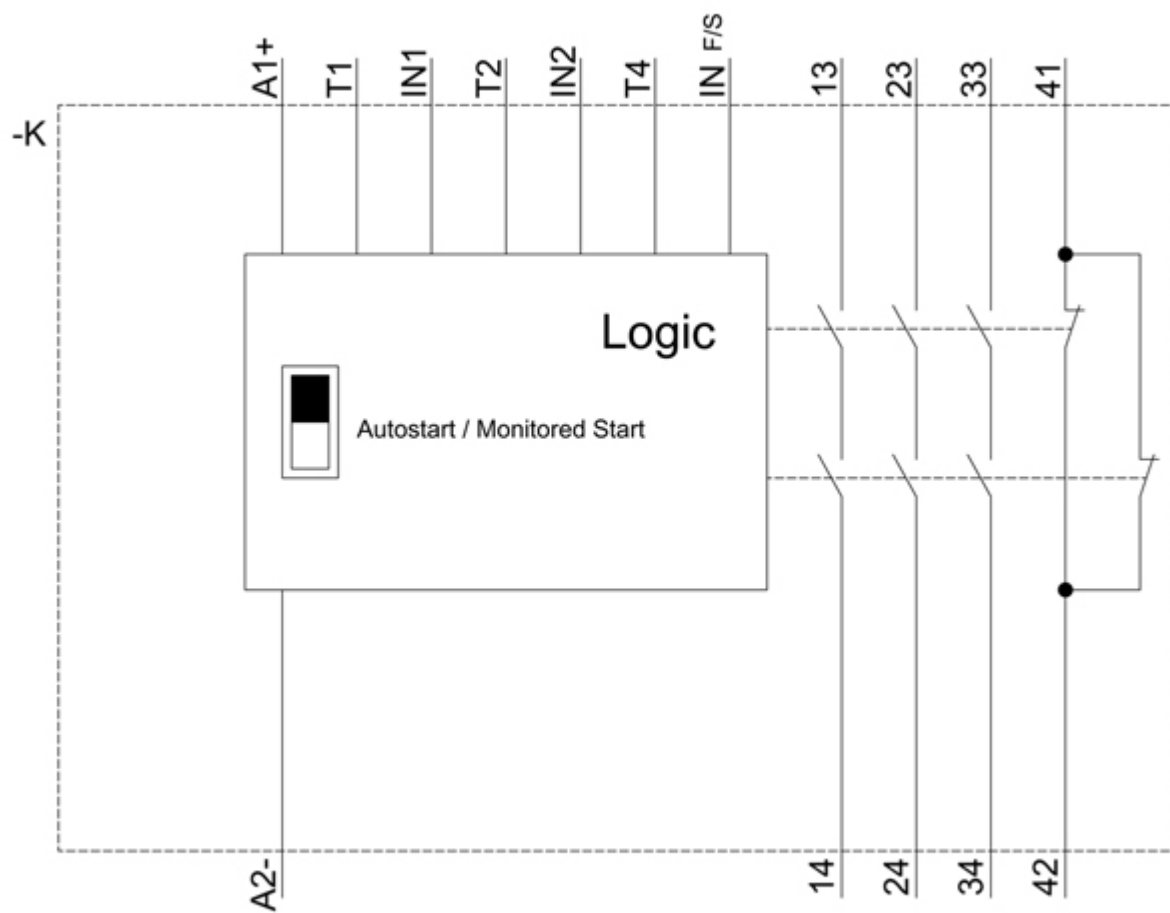 A1+
T1
IN1
T2
IN2
T4
IN F/S
13
23
33
41
-K
Logic
Autostart / Monitored Start
A2-
14
24
34
42